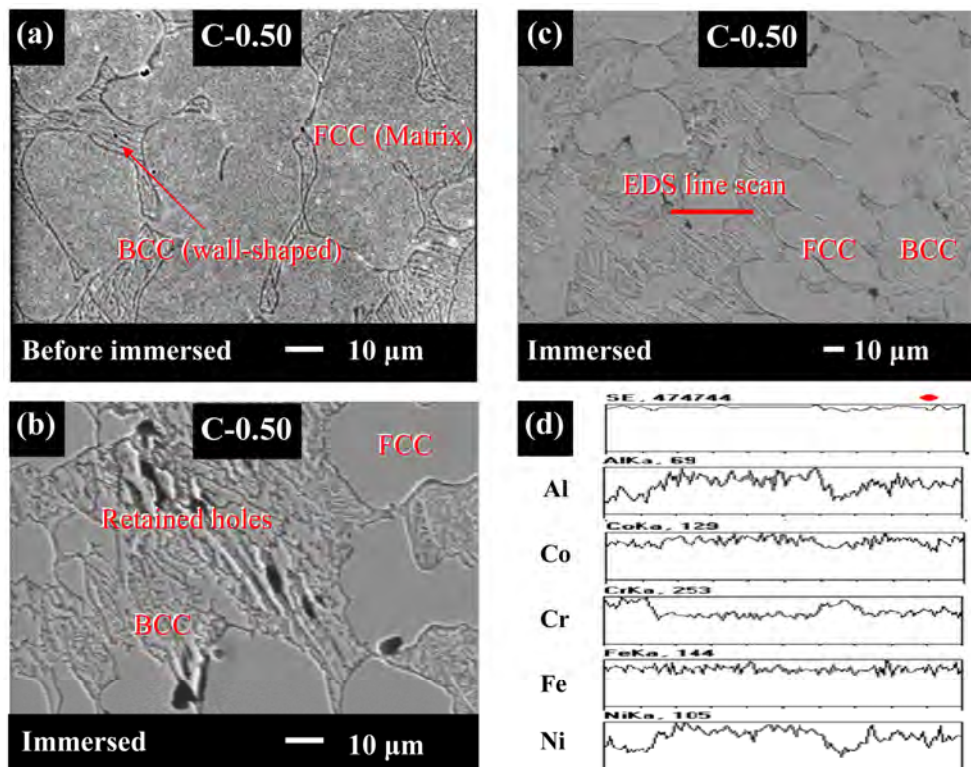 (a)
C-0.50
FCC (Matrix)
BCC (wall-shaped)
Before immersed
10 μm
(c)
C-0.50
EDS line scan
FCC
BCC
Immersed
10 μm
(b)
C-0.50
FCC
Retained holes
BCC
Immersed
10 μm
(d)
SE, 474744
AlKa, 69
Al
CoKa, 129
Co
CrKa, 253
Cr
FeKa, 144
Fe
NiKa, 105
Ni